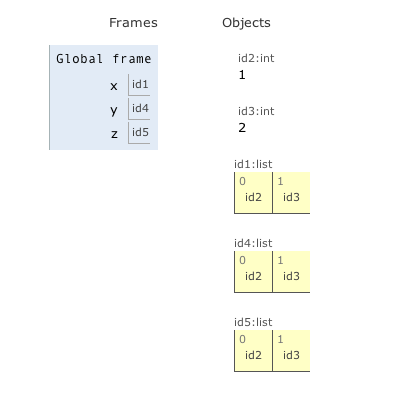 Frames Objects
Global frame
x id1
y id4
z id5
id2:int
1
id3:int
2
id1:list
0 1
id2 id3
id4:list
0 1
id2 id3
id5:list
0 1
id2 id3